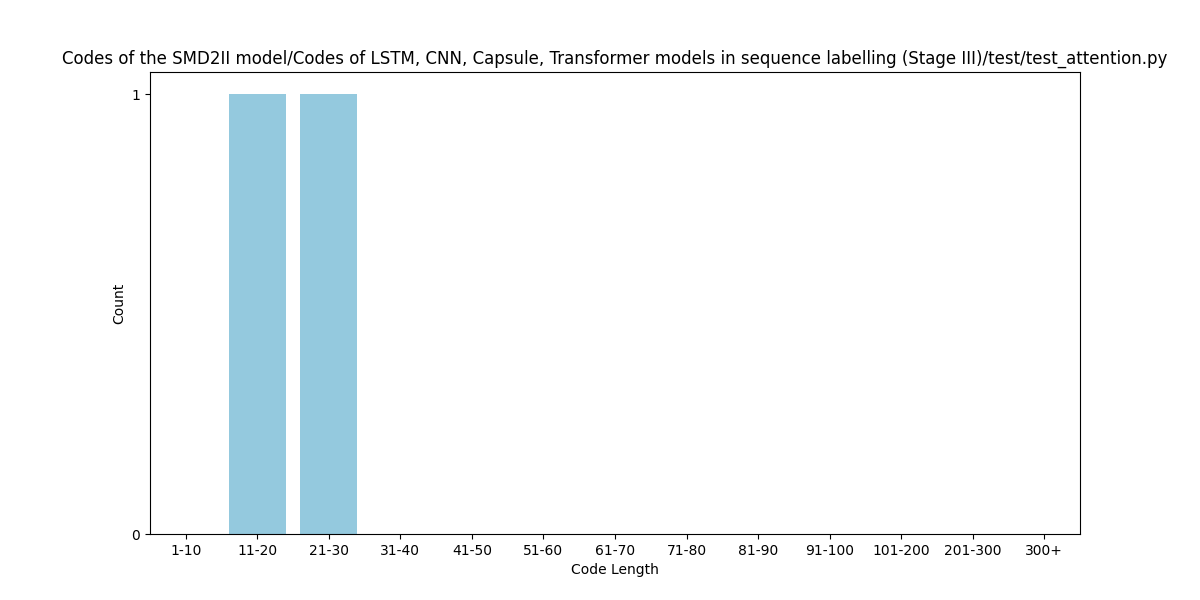 Codes of the SMD2II model/Codes of LSTM, CNN, Capsule, Transformer models in sequence labelling (Stage III)/test/test_attention.py
1
Count
0
1-10 11-20 21-30 31-40 41-50 51-60 61-70 71-80 81-90 91-100 101-200 201-300 300+
Code Length